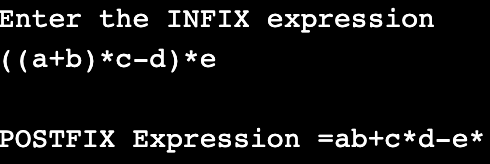 Enter the INFIX expression
((a+b)*c-d)*e
POSTFIX Expression =ab+c*d-e*